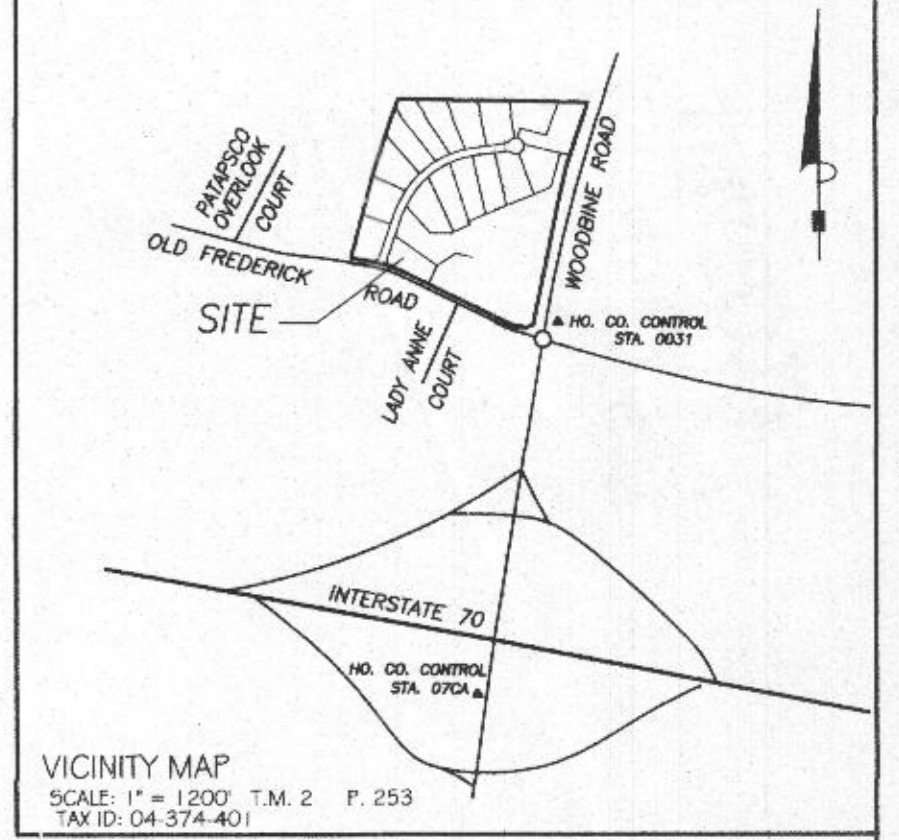 PATAPSCO
OVERLOOK
COURT
WOODBINE ROAD
OLD FREDERICK
ROAD
SITE
LADY ANNE
COURT
HO. CO. CONTROL
STA. 0031
INTERSTATE 70
HO. CO. CONTROL
STA. 07CA
VICINITY MAP
SCALE: 1" = 1200' T.M. 2 P. 253
TAX ID: 04-374-401